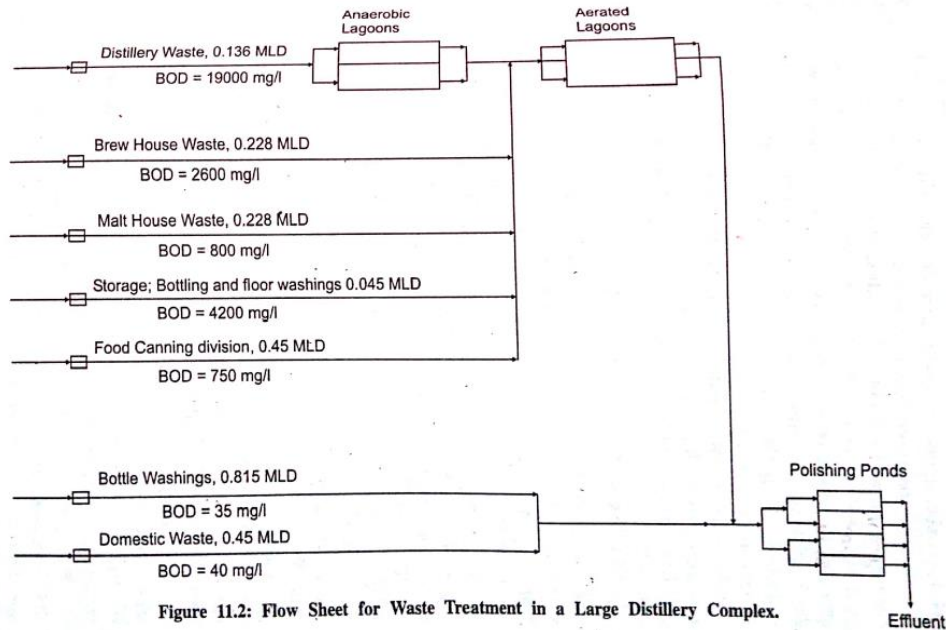 Anaerobic
Lagoons
Aerated
Lagoons
Distillery Waste, 0.136 MLD
BOD = 19000 mg/l
Brew House Waste, 0.228 MLD
BOD = 2600 mg/l
Malt House Waste, 0.228 MLD
BOD = 800 mg/l
Storage; Bottling and floor washings 0.045 MLD
BOD = 4200 mg/l
Food Canning division, 0.45 MLD
BOD = 750 mg/l
Bottle Washings, 0.815 MLD
BOD = 35 mg/l
Domestic Waste, 0.45 MLD
BOD = 40 mg/l
Polishing Ponds
Effluent
Figure 11.2: Flow Sheet for Waste Treatment in a Large Distillery Complex.